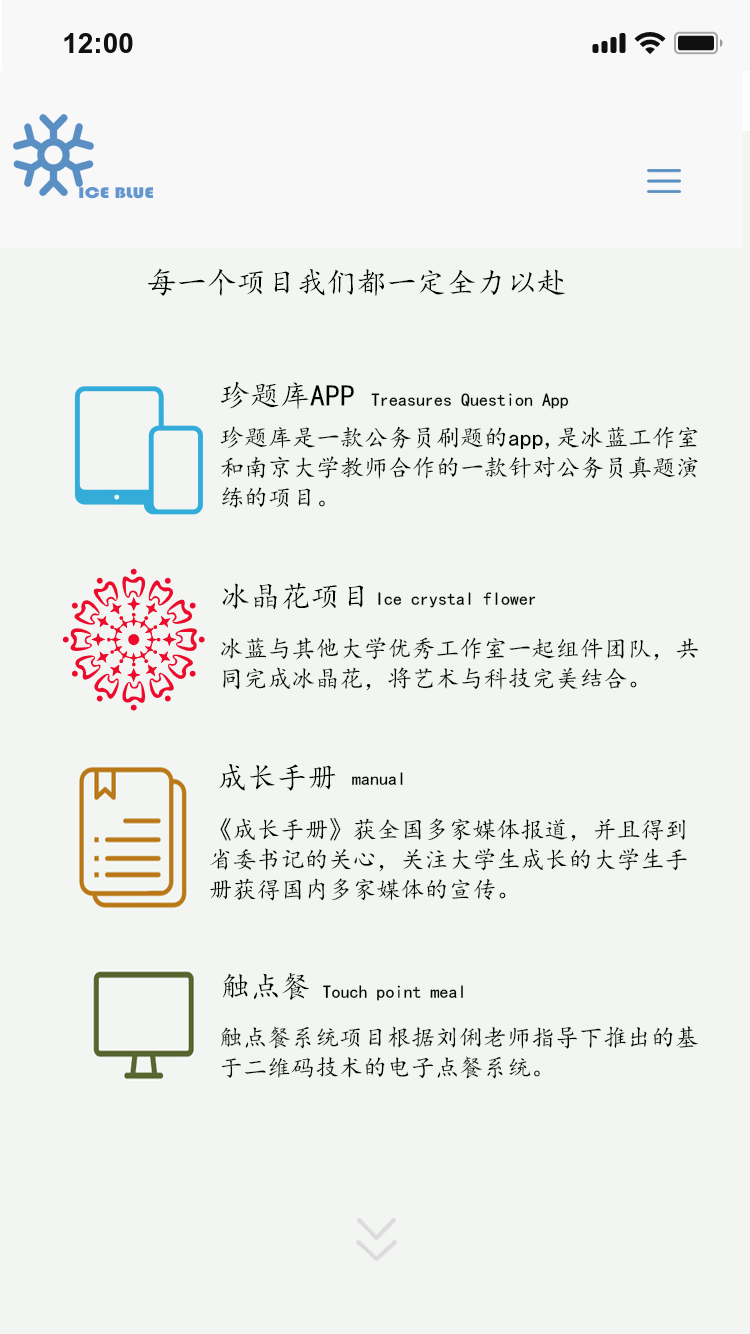 12:00
ICE BLUE
每一个项目我们都一定全力以赴
珍题库APP Treasures Question App
珍题库是一款公务员刷题的app,是冰蓝工作室
和南京大学教师合作的一款针对公务员真题演
练的项目。
冰晶花项目 Ice crystal flower
冰蓝与其他大学优秀工作室一起组件团队，共
同完成冰晶花，将艺术与科技完美结合。
成长手册 manual
《成长手册》获全国多家媒体报道，并且得到
省委书记的关心，关注大学生成长的大学生手
册获得国内多家媒体的宣传。
触点餐 Touch point meal
触点餐系统项目根据刘俐老师指导下推出的基
于二维码技术的电子点餐系统。